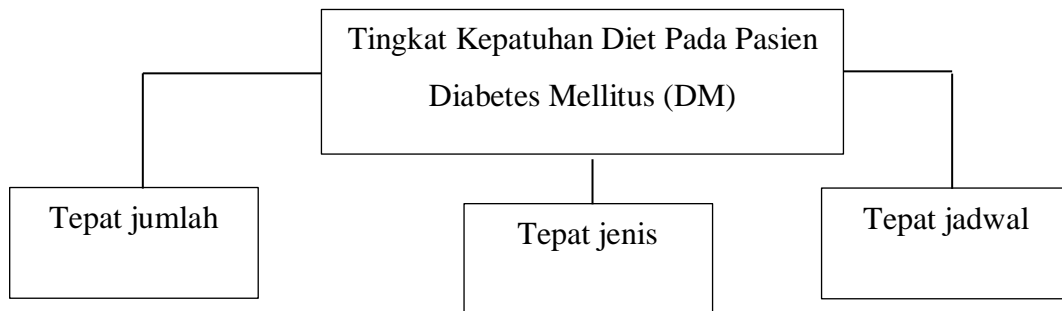 Tingkat Kepatuhan Diet Pada Pasien
Diabetes Mellitus (DM)
Tepat jumlah
Tepat jenis
Tepat jadwal